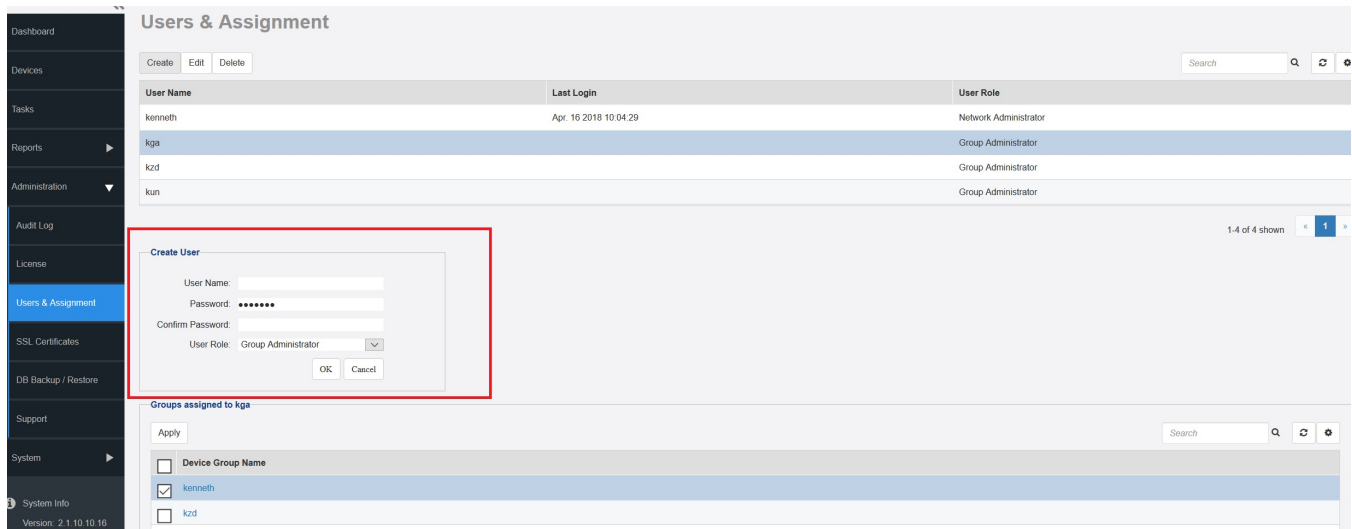 Dashboard
Devices
Tasks
Reports
Administration
Audit Log
License
Users & Assignment
SSL Certificates
DB Backup / Restore
Support
System
System Info
Version: 2.1.10.10.16
Users & Assignment
Create Edit Delete Search
User Name Last Login User Role
kenneth Apr. 16 2018 10:04:29 Network Administrator
kga Group Administrator
kzd Group Administrator
kun Group Administrator
1-4 of 4 shown « 1 »
Create User
User Name:
Password: •••••••
Confirm Password:
User Role: Group Administrator
OK Cancel
Groups assigned to kga
Apply Search
Device Group Name
kenneth
kzd